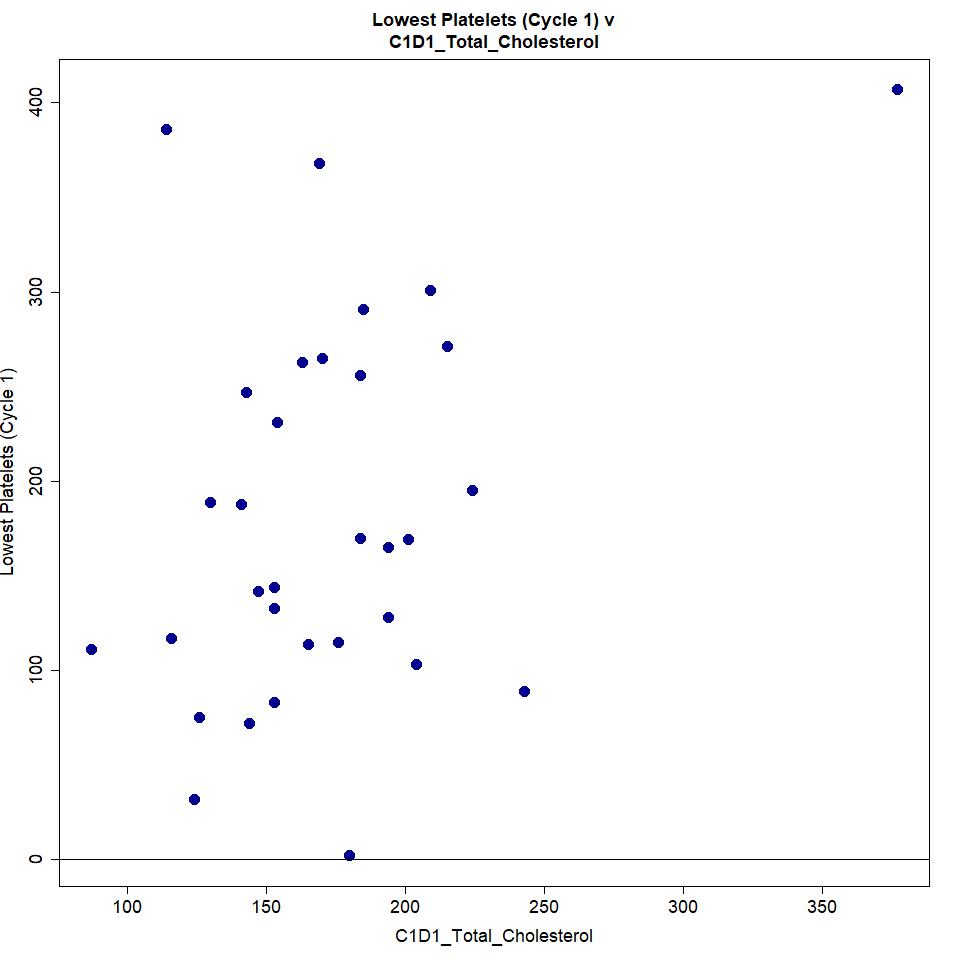 Lowest Platelets (Cycle 1) v
C1D1_Total_Cholesterol
Lowest Platelets (Cycle 1)
400
300
200
100
0
100 150 200 250 300 350
C1D1_Total_Cholesterol